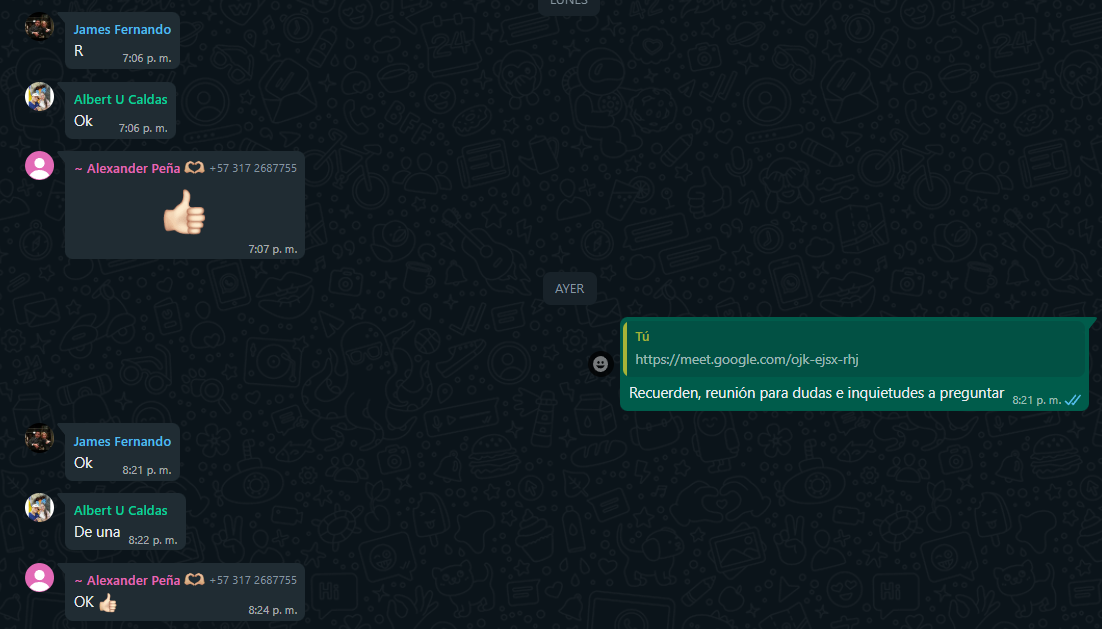 LUNES
James Fernando
R
7:06 p. m.
Albert U Caldas
Ok
7:06 p. m.
~ Alexander Peña 🫶🏼 +57 317 2687755
👍🏻
7:07 p. m.
AYER
Tú
https://meet.google.com/ojk-ejsx-rhj
Recuerden, reunión para dudas e inquietudes a preguntar 8:21 p. m.
James Fernando
Ok
8:21 p. m.
Albert U Caldas
De una
8:22 p. m.
~ Alexander Peña 🫶🏼 +57 317 2687755
OK 👍🏻
8:24 p. m.